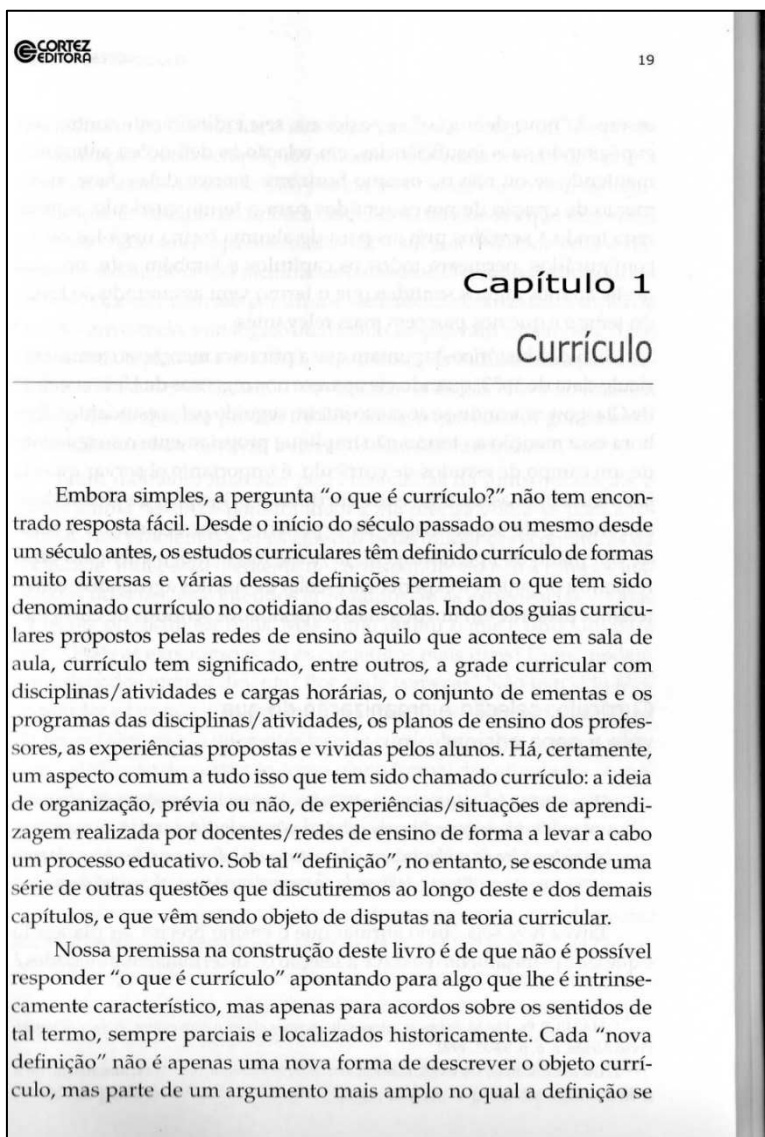 CORTEZ
EDITORA
19
Capítulo 1
Currículo
Embora simples, a pergunta “o que é currículo?” não tem encon-
trado resposta fácil. Desde o início do século passado ou mesmo desde
um século antes, os estudos curriculares têm definido currículo de formas
muito diversas e várias dessas definições permeiam o que tem sido
denominado currículo no cotidiano das escolas. Indo dos guias curricu-
lares propostos pelas redes de ensino àquilo que acontece em sala de
aula, currículo tem significado, entre outros, a grade curricular com
disciplinas/atividades e cargas horárias, o conjunto de ementas e os
programas das disciplinas/atividades, os planos de ensino dos profes-
sores, as experiências propostas e vividas pelos alunos. Há, certamente,
um aspecto comum a tudo isso que tem sido chamado currículo: a ideia
de organização, prévia ou não, de experiências/situações de aprendi-
zagem realizada por docentes/redes de ensino de forma a levar a cabo
um processo educativo. Sob tal “definição”, no entanto, se esconde uma
série de outras questões que discutiremos ao longo deste e dos demais
capítulos, e que vêm sendo objeto de disputas na teoria curricular.
Nossa premissa na construção deste livro é de que não é possível
responder “o que é currículo” apontando para algo que lhe é intrinse-
camente característico, mas apenas para acordos sobre os sentidos de
tal termo, sempre parciais e localizados historicamente. Cada “nova
definição” não é apenas uma nova forma de descrever o objeto currí-
culo, mas parte de um argumento mais amplo no qual a definição se